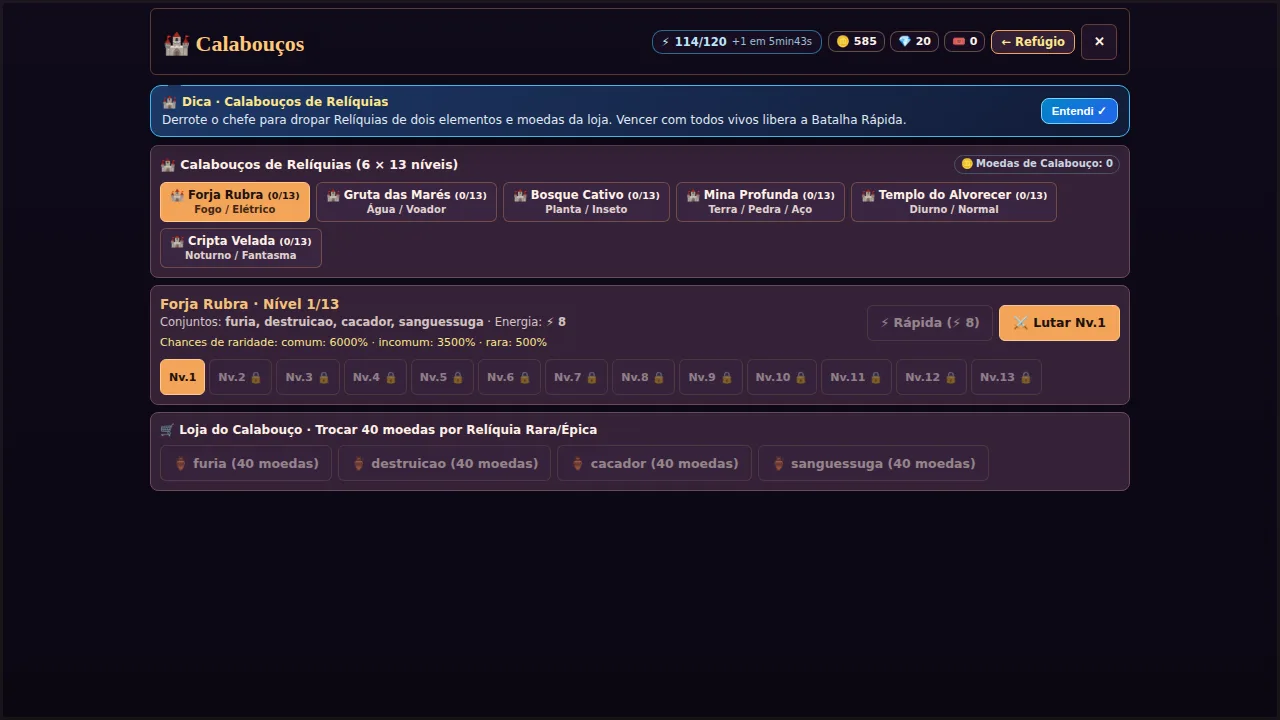 🏰 Calabouços
⚡ 114/120 +1 em 5min43s 🪙 585 💎 20 🎟️ 0 ← Refúgio ✕
🏰 Dica · Calabouços de Relíquias
Derrote o chefe para dropar Relíquias de dois elementos e moedas da loja. Vencer com todos vivos libera a Batalha Rápida.
Entendi ✓
🏰 Calabouços de Relíquias (6 × 13 níveis)
🪙 Moedas de Calabouço: 0
🏰 Forja Rubra (0/13)
Fogo / Elétrico
🏰 Gruta das Marés (0/13)
Água / Voador
🏰 Bosque Cativo (0/13)
Planta / Inseto
🏰 Mina Profunda (0/13)
Terra / Pedra / Aço
🏰 Templo do Alvorecer (0/13)
Diurno / Normal
🏰 Cripta Velada (0/13)
Noturno / Fantasma
Forja Rubra · Nível 1/13
Conjuntos: furia, destruicao, cacador, sanguessuga · Energia: ⚡ 8
Chances de raridade: comum: 6000% · incomum: 3500% · rara: 500%
⚡ Rápida (⚡ 8)
⚔️ Lutar Nv.1
Nv.1 Nv.2 🔒 Nv.3 🔒 Nv.4 🔒 Nv.5 🔒 Nv.6 🔒 Nv.7 🔒 Nv.8 🔒 Nv.9 🔒 Nv.10 🔒 Nv.11 🔒 Nv.12 🔒 Nv.13 🔒
🛒 Loja do Calabouço · Trocar 40 moedas por Relíquia Rara/Épica
🏺 furia (40 moedas) 🏺 destruicao (40 moedas) 🏺 cacador (40 moedas) 🏺 sanguessuga (40 moedas)